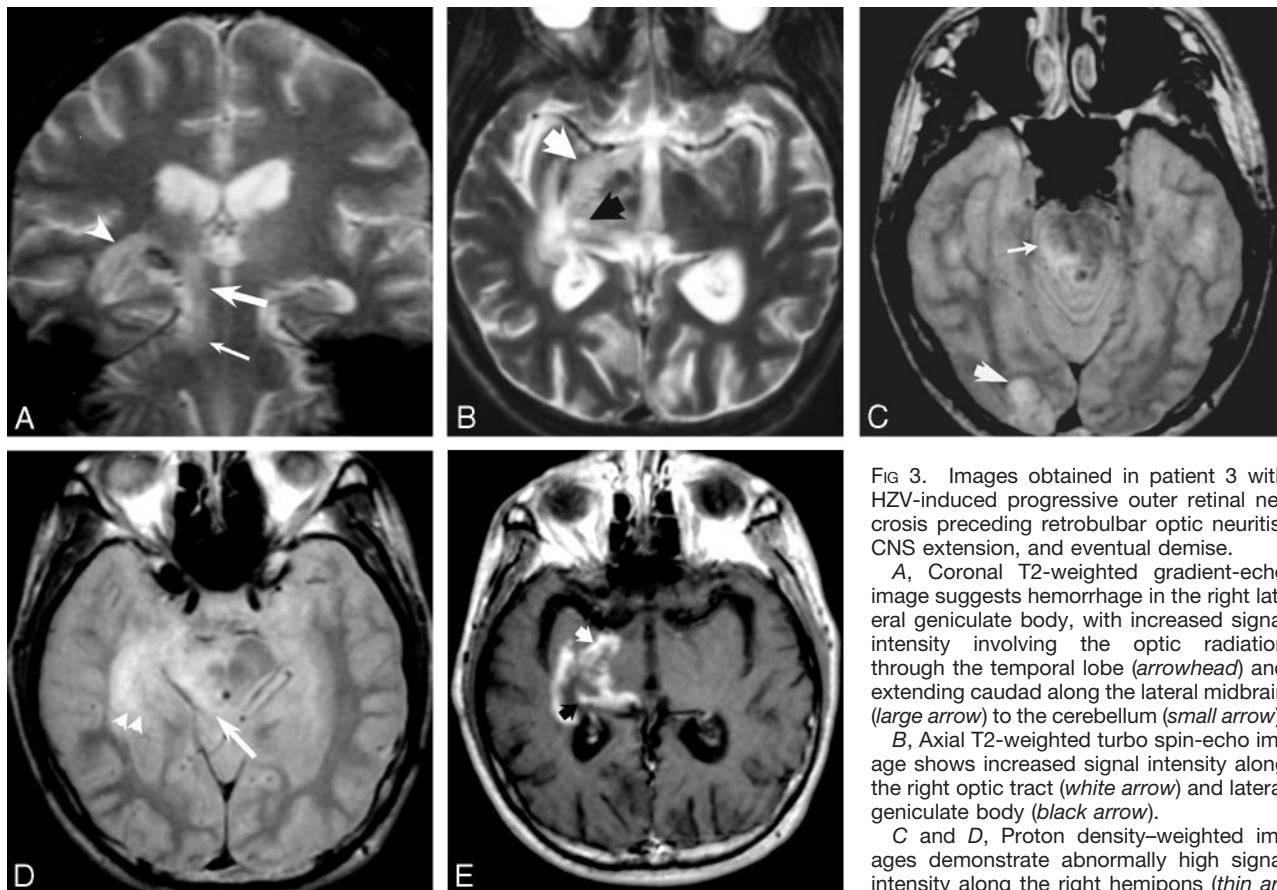 A
B
C
D
E
FIG 3. Images obtained in patient 3 with
HZV-induced progressive outer retinal ne-
crosis preceding retrobulbar optic neuritis
CNS extension, and eventual demise.
A, Coronal T2-weighted gradient-echo
image suggests hemorrhage in the right lat-
eral geniculate body, with increased signal
intensity involving the optic radiation
through the temporal lobe (arrowhead) and
extending caudad along the lateral midbrain
(large arrow) to the cerebellum (small arrow)
B, Axial T2-weighted turbo spin-echo im-
age shows increased signal intensity along
the right optic tract (white arrow) and lateral
geniculate body (black arrow).
C and D, Proton density–weighted im-
ages demonstrate abnormally high signal
intensity along the right hemipons (thin ar-